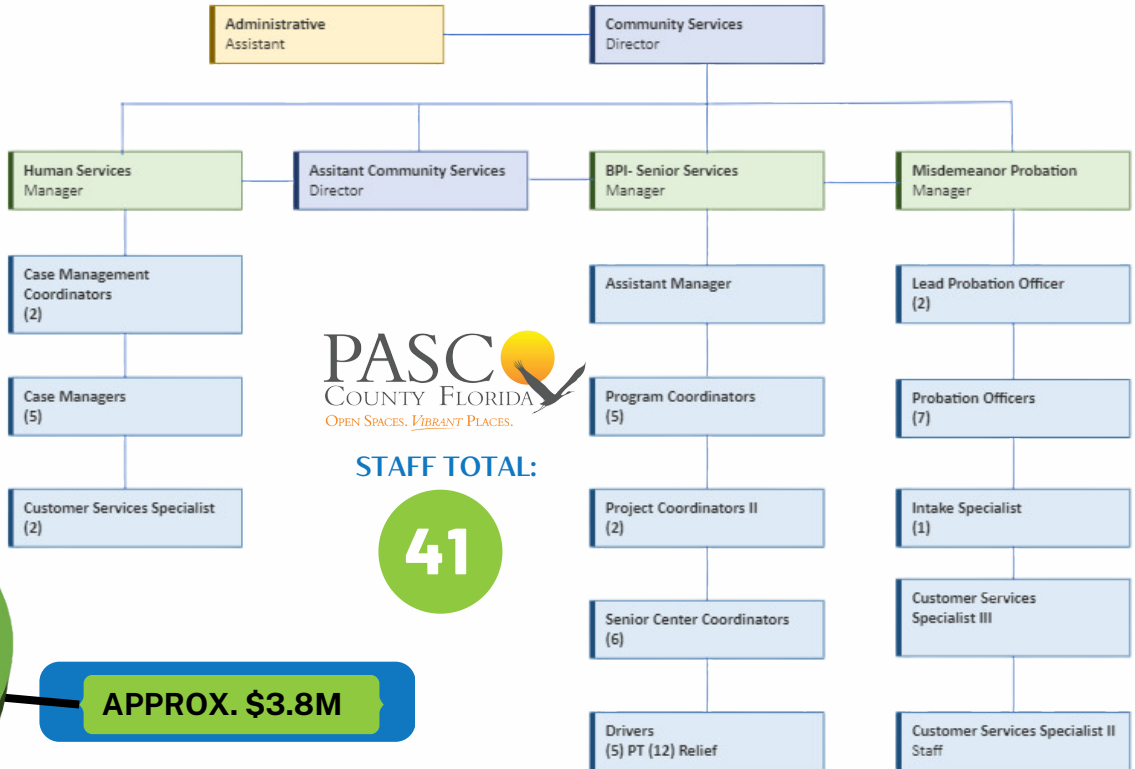 Administrative
Assistant
Community Services
Director
Human Services
Manager
Assitant Community Services
Director
BPI- Senior Services
Manager
Misdemeanor Probation
Manager
Case Management
Coordinators
(2)
Case Managers
(5)
Customer Services Specialist
(2)
PASCO
COUNTY FLORIDA
OPEN SPACES. VIBRANT PLACES.
STAFF TOTAL:
41
APPROX. $3.8M
Assistant Manager
Program Coordinators
(5)
Project Coordinators II
(2)
Senior Center Coordinators
(6)
Drivers
(5) PT (12) Relief
Lead Probation Officer
(2)
Probation Officers
(7)
Intake Specialist
(1)
Customer Services
Specialist III
Customer Services Specialist II
Staff